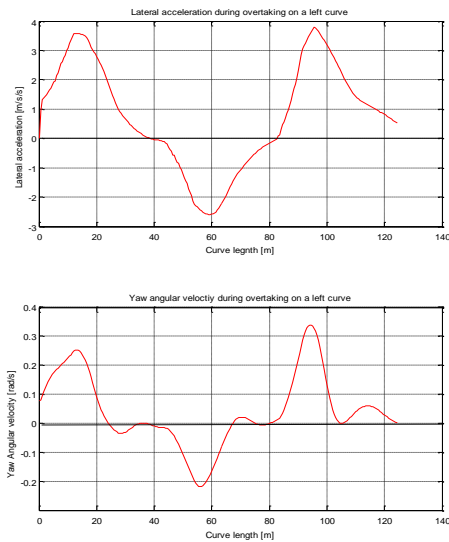 Lateral acceleration during overtaking on a left curve
Lateral acceleration [m/s/s]
4
3
2
1
0
-1
-2
-3
0 20 40 60 80 100 120 140
Curve legnth [m]
Yaw angular veloctiy during overtaking on a left curve
Yaw Angular velocity [rad/s]
0.4
0.3
0.2
0.1
0
-0.1
-0.2
0 20 40 60 80 100 120 140
Curve length [m]